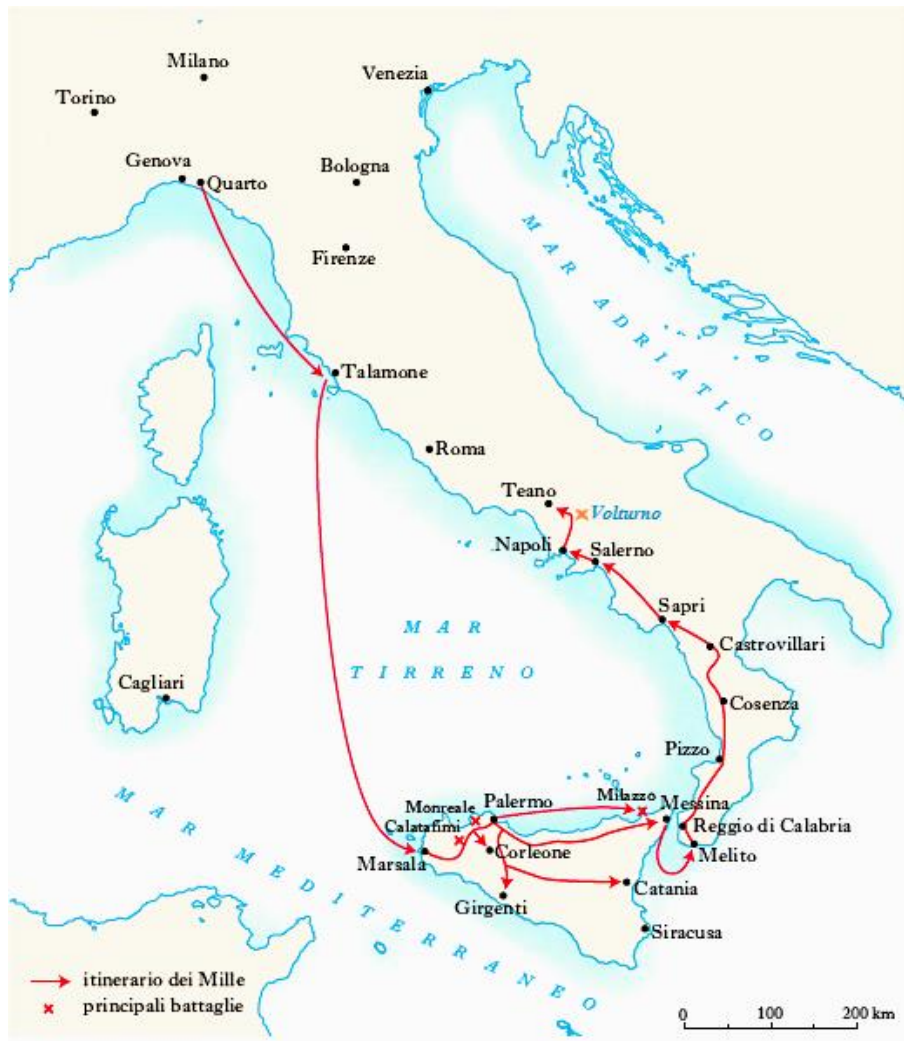 Milano
Venezia
Torino
Genova
Quarto
Bologna
Firenze
MAR
ADRIATICO
Talamone
Roma
Teano
Volturno
Napoli
Salerno
Sapri
MAR
TIRRENO
Castrovillari
Cagliari
Cosenza
Pizzo
Milazzo
Messina
Monreale
Palermo
Calatafimi
Reggio di Calabria
Marsala
Corleone
Melito
Catania
Girgenti
Siracusa
MAR MEDITERRANEO
itinerario dei Mille
principali battaglie
0 100 200 km